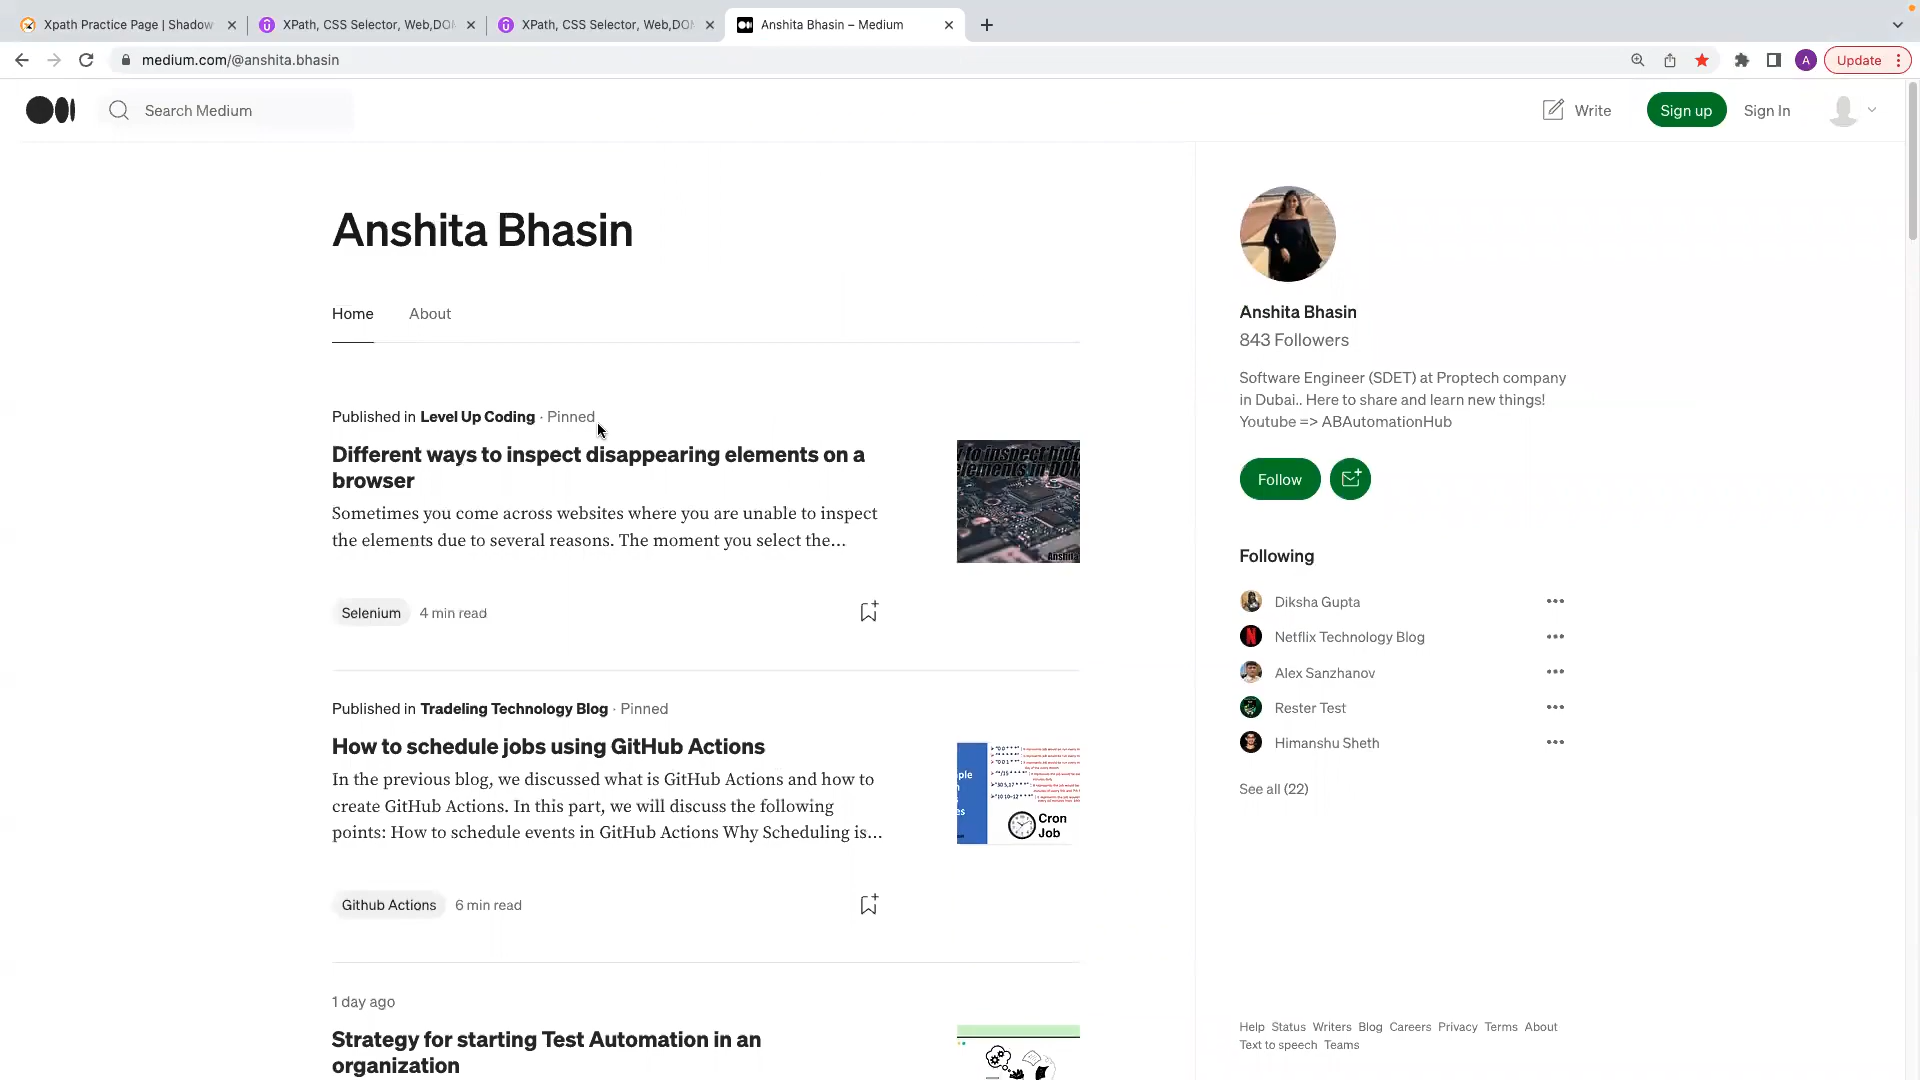 Xpath Practice Page | Shadow
XPath, CSS Selector, Web,DO
XPath, CSS Selector, Web,DO
Anshita Bhasin – Medium
medium.com/@anshita.bhasin
A
Update
Search Medium
Write
Sign up
Sign In
Anshita Bhasin
Home
About
Published in Level Up Coding · Pinned
Different ways to inspect disappearing elements on a
browser
Sometimes you come across websites where you are unable to inspect
the elements due to several reasons. The moment you select the...
Selenium
4 min read
Published in Tradeling Technology Blog · Pinned
How to schedule jobs using GitHub Actions
In the previous blog, we discussed what is GitHub Actions and how to
create GitHub Actions. In this part, we will discuss the following
points: How to schedule events in GitHub Actions Why Scheduling is...
Cron
Job
Github Actions
6 min read
1 day ago
Strategy for starting Test Automation in an
organization
Anshita Bhasin
843 Followers
Software Engineer (SDET) at Proptech company
in Dubai.. Here to share and learn new things!
Youtube => ABAutomationHub
Follow
Following
Diksha Gupta
Netflix Technology Blog
Alex Sanzhanov
Rester Test
Himanshu Sheth
See all (22)
Help Status Writers Blog Careers Privacy Terms About
Text to speech Teams